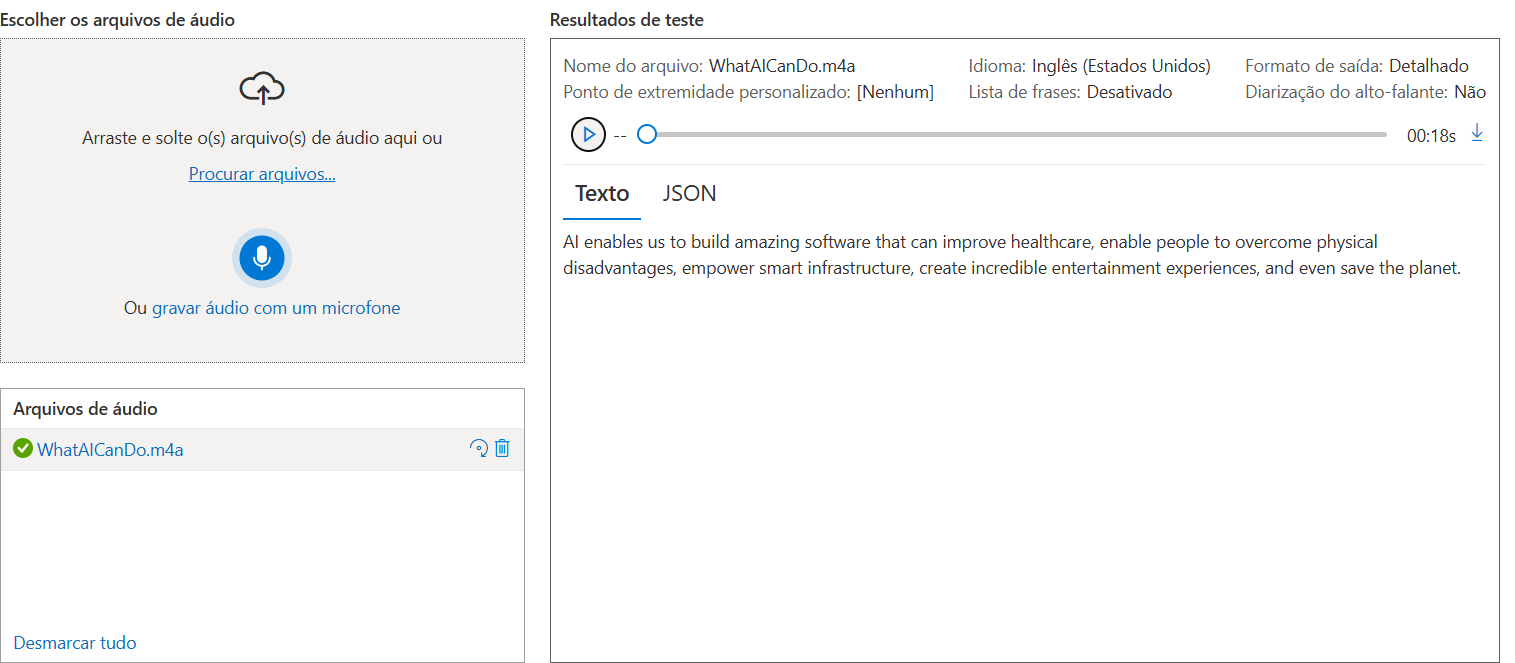 Escolher os arquivos de áudio
Arraste e solte o(s) arquivo(s) de áudio aqui ou
Procurar arquivos...
Ou gravar áudio com um microfone
Arquivos de áudio
WhatAICanDo.m4a
Desmarcar tudo
Resultados de teste
Nome do arquivo: WhatAICanDo.m4a Idioma: Inglês (Estados Unidos) Formato de saída: Detalhado
Ponto de extremidade personalizado: [Nenhum] Lista de frases: Desativado Diarização do alto-falante: Não
-- 00:18s
Texto JSON
AI enables us to build amazing software that can improve healthcare, enable people to overcome physical
disadvantages, empower smart infrastructure, create incredible entertainment experiences, and even save the planet.